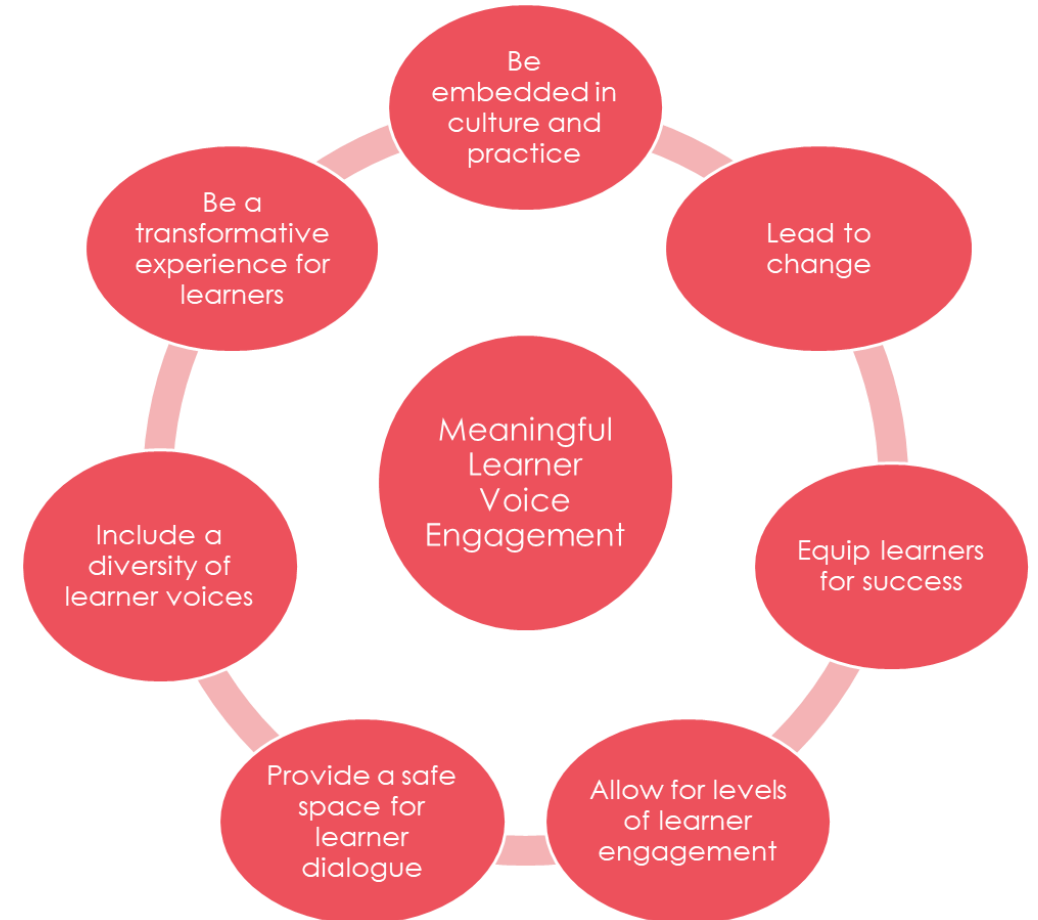 Be
embedded in
culture and
practice
Lead to
change
Equip learners
for success
Allow for levels
of learner
engagement
Provide a safe
space for
learner
dialogue
Include a
diversity of
learner voices
Be a
transformative
experience for
learners
Meaningful
Learner
Voice
Engagement